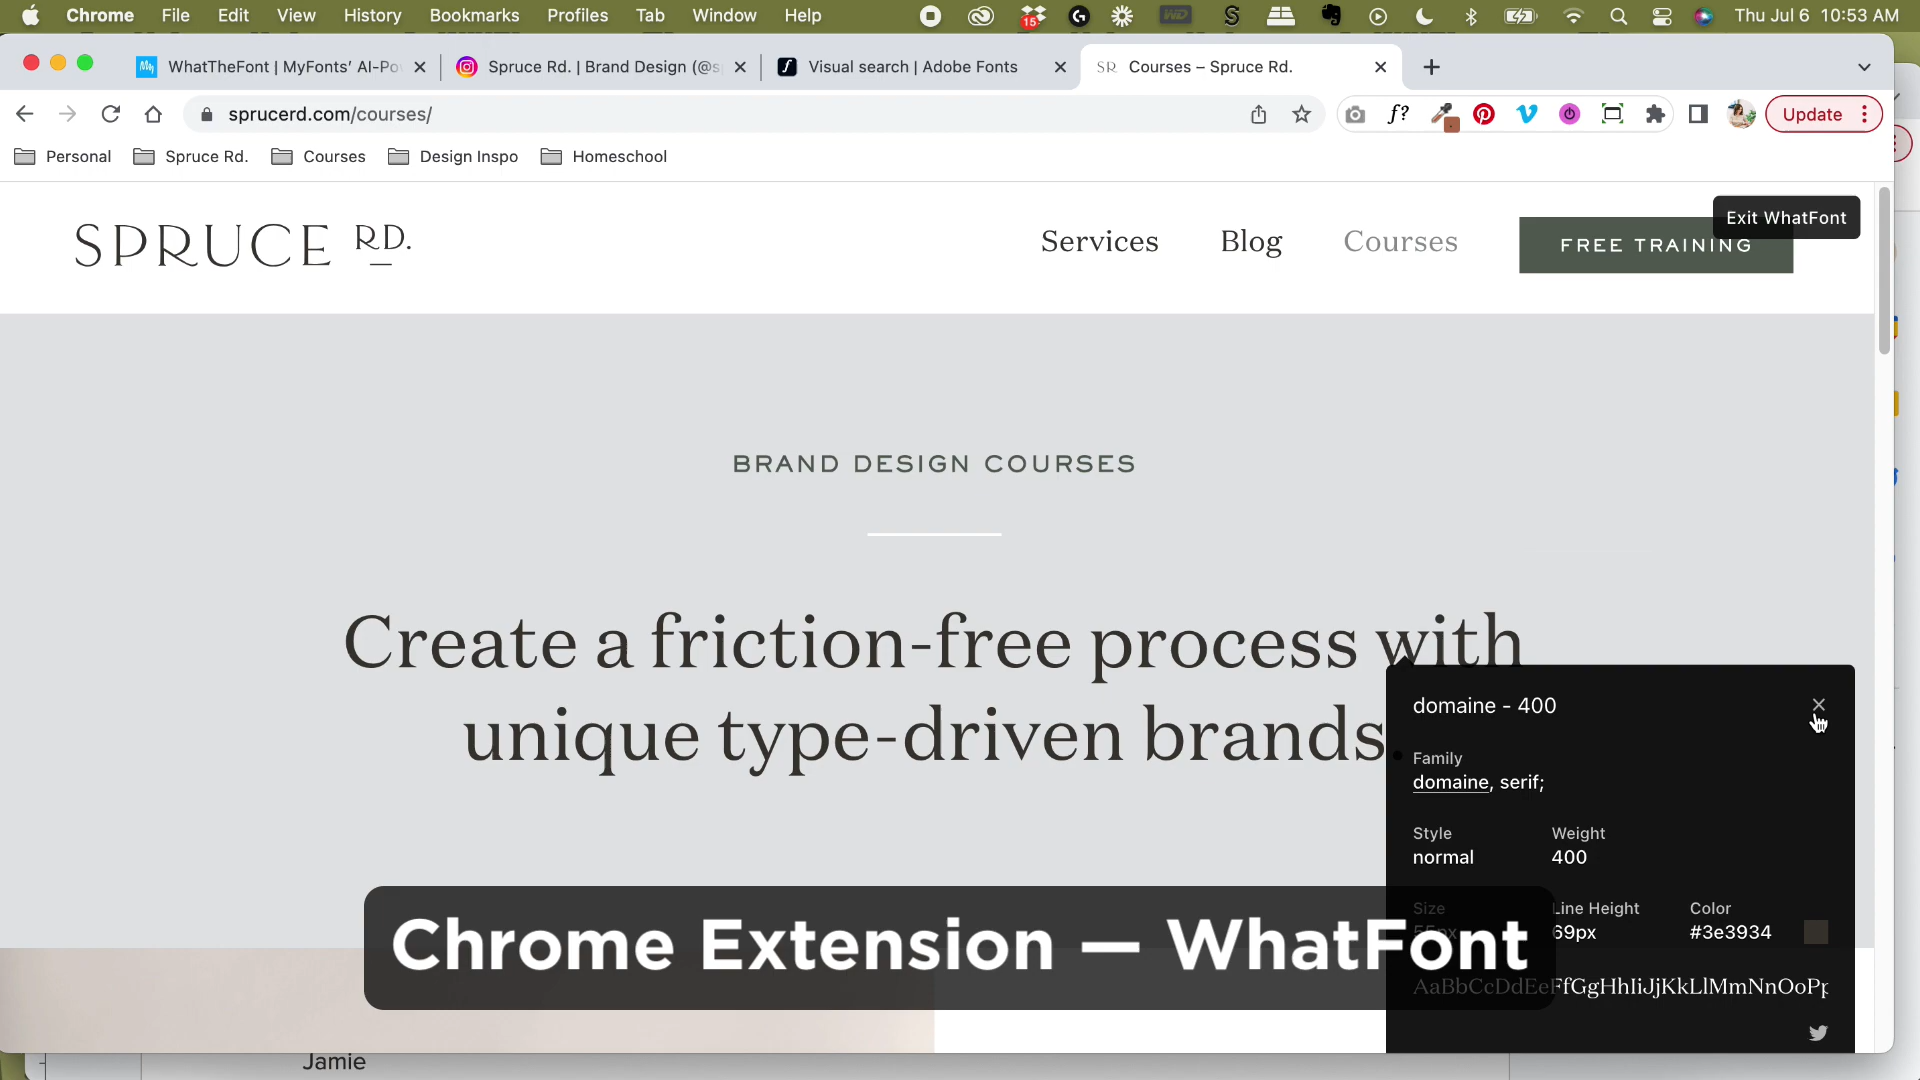 Chrome File Edit View History Bookmarks Profiles Tab Window Help
15
Thu Jul 6 10:53 AM
WhatTheFont | MyFonts' AI-Po
Spruce Rd. | Brand Design (@s
Visual search | Adobe Fonts
SR Courses – Spruce Rd.
sprucerd.com/courses/
f?
Update
Personal
Spruce Rd.
Courses
Design Inspo
Homeschool
Exit WhatFont
SPRUCE RD.
Services
Blog
Courses
FREE TRAINING
BRAND DESIGN COURSES
Create a friction-free process with
unique type-driven brands
domaine - 400
Family
domaine, serif;
Style
Weight
normal
400
Size
Line Height
Color
55px
69px
#3e3934
AaBbCcDdEeFfGgHhIiJjKkLlMmNnOoPp
Chrome Extension — WhatFont
Jamie